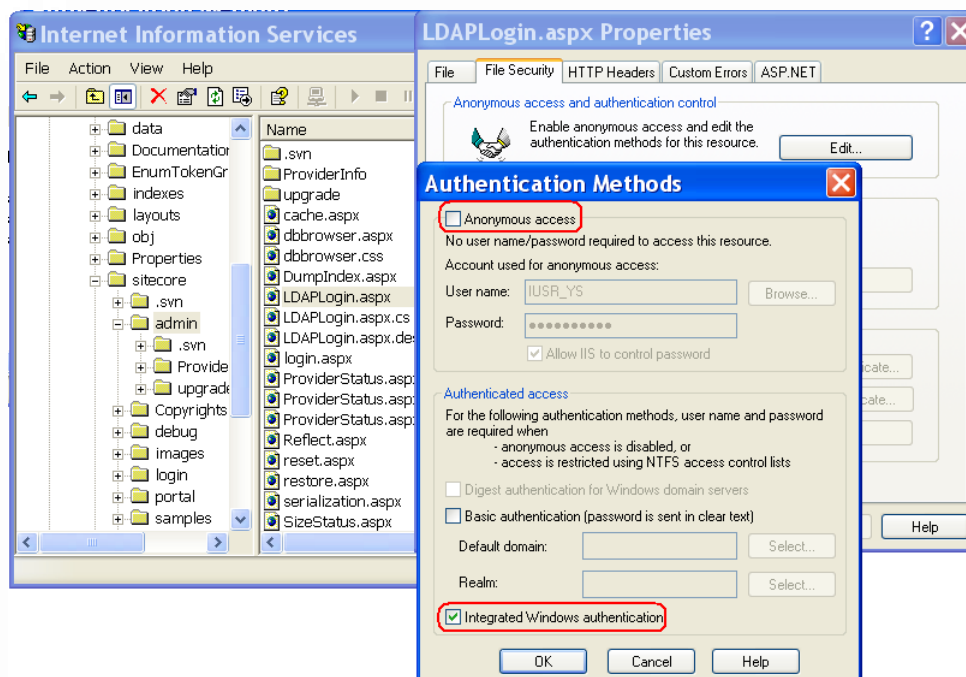 Internet Information Services
File Action View Help
data
Documentation
EnumTokenGr
indexes
layouts
obj
Properties
sitecore
.svn
admin
.svn
Provide
upgrade
Copyrights
debug
images
login
portal
samples
Name
.svn
ProviderInfo
upgrade
cache.aspx
dbbrowser.aspx
dbbrowser.css
DumpIndex.aspx
LDAPLogin.aspx
LDAPLogin.aspx.cs
LDAPLogin.aspx.de
login.aspx
ProviderStatus.asp
ProviderStatus.asp
ProviderStatus.asp
Reflect.aspx
reset.aspx
restore.aspx
serialization.aspx
SizeStatus.aspx
LDAPLogin.aspx Properties
File File Security HTTP Headers Custom Errors ASP.NET
Anonymous access and authentication control
Enable anonymous access and edit the
authentication methods for this resource.
Edit...
icate...
cate...
Help
Authentication Methods
Anonymous access
No user name/password required to access this resource.
Account used for anonymous access:
User name: IUSR_YS Browse...
Password: ●●●●●●●●●●
Allow IIS to control password
Authenticated access
For the following authentication methods, user name and password
are required when
- anonymous access is disabled, or
- access is restricted using NTFS access control lists
Digest authentication for Windows domain servers
Basic authentication (password is sent in clear text)
Default domain: Select...
Realm: Select...
Integrated Windows authentication
OK Cancel Help